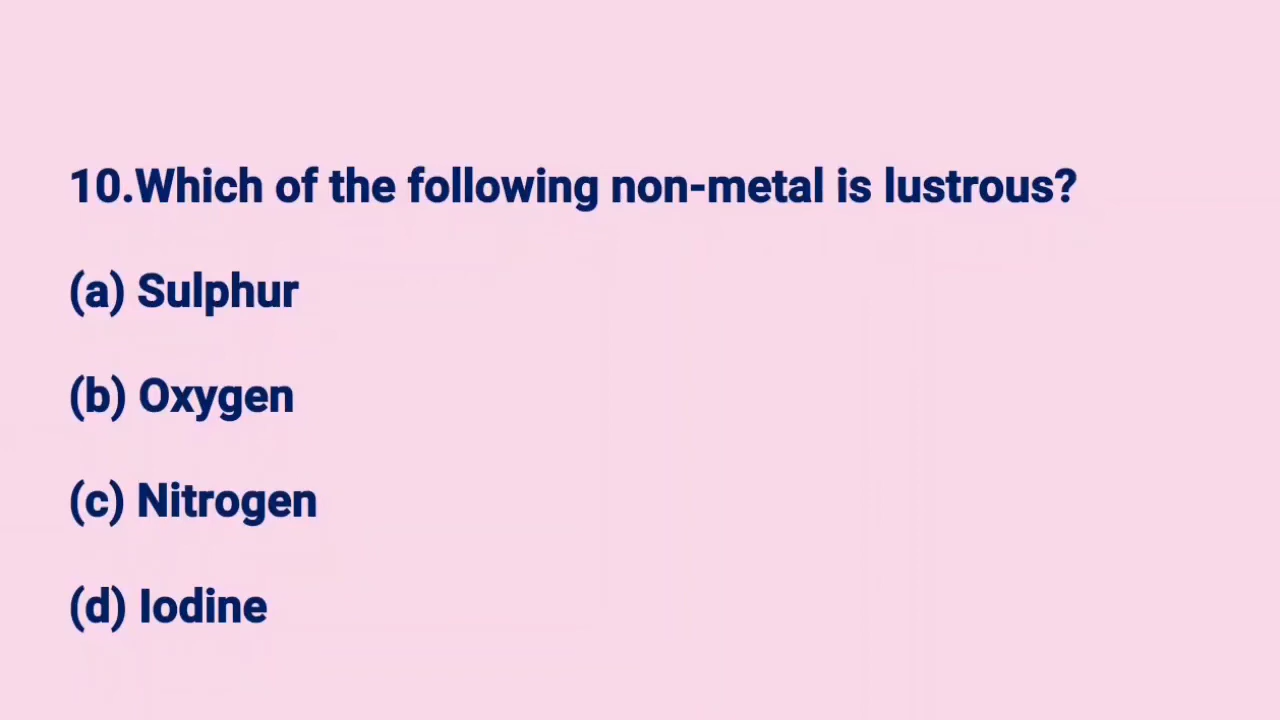 10.Which of the following non-metal is lustrous?
(a) Sulphur
(b) Oxygen
(c) Nitrogen
(d) Iodine